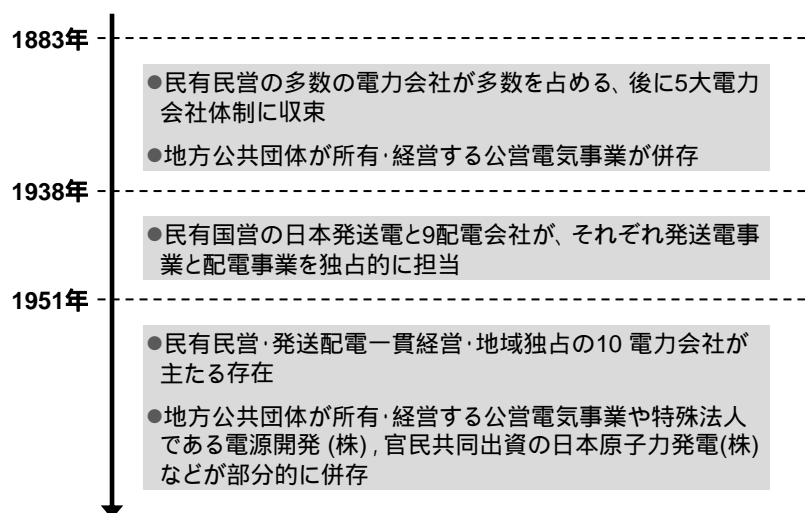 1883年
●民有民営の多数の電力会社が多数を占める、後に5大電力
会社体制に収束
●地方公共団体が所有・経営する公営電気事業が併存
1938年
●民有国営の日本発送電と9配電会社が、それぞれ発送電事
業と配電事業を独占的に担当
1951年
●民有民営・発送配電一貫経営・地域独占の10 電力会社が
主たる存在
●地方公共団体が所有・経営する公営電気事業や特殊法人
である電源開発 (株) , 官民共同出資の日本原子力発電(株)
などが部分的に併存